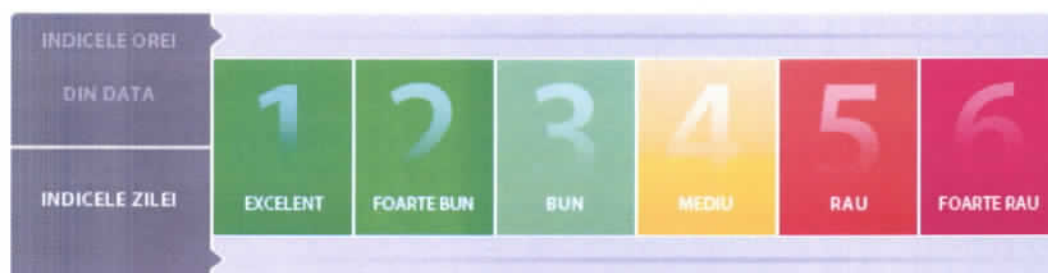 INDICELE OREI
DIN DATA
INDICELE ZILEI
1 2 3 4 5 6
EXCELENT FOARTE BUN BUN MEDIU RAU FOARTE RAU